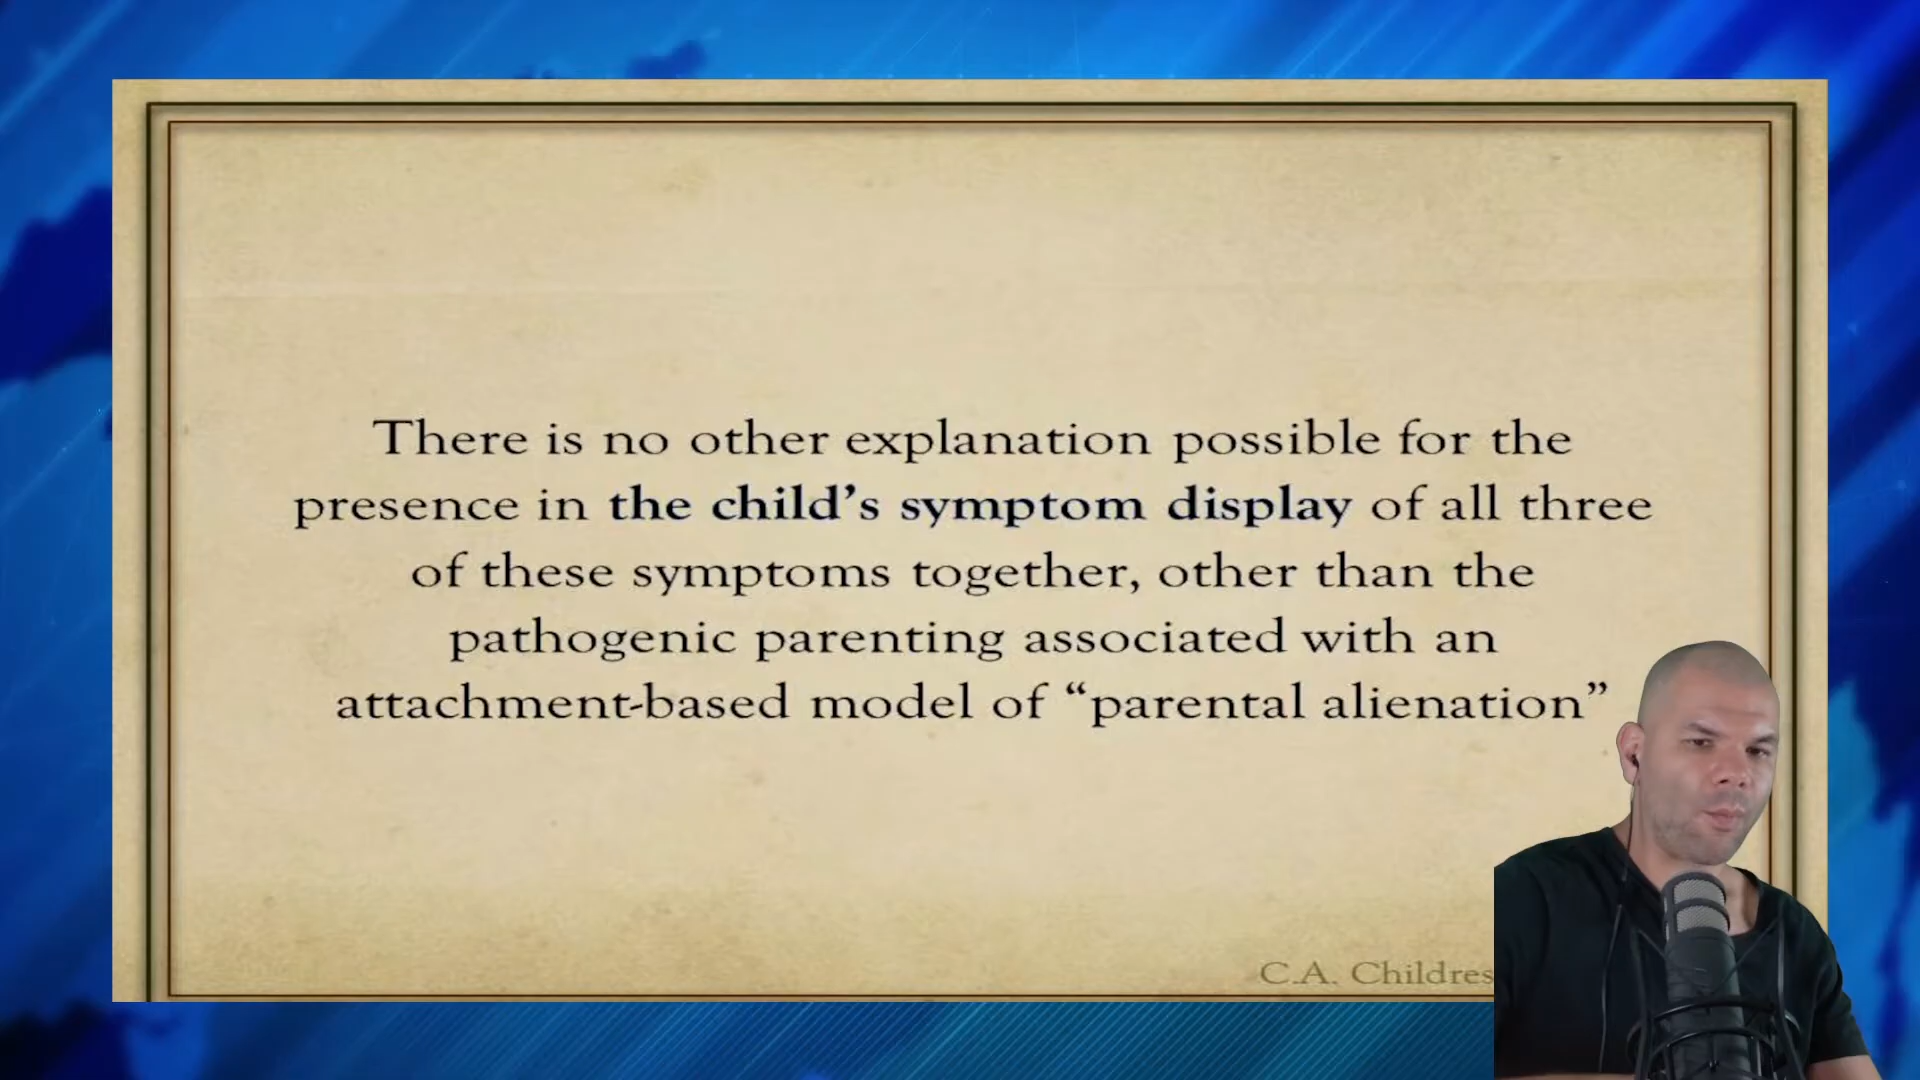 There is no other explanation possible for the
presence in the child’s symptom display of all three
of these symptoms together, other than the
pathogenic parenting associated with an
attachment-based model of “parental alienation”
C.A. Childres